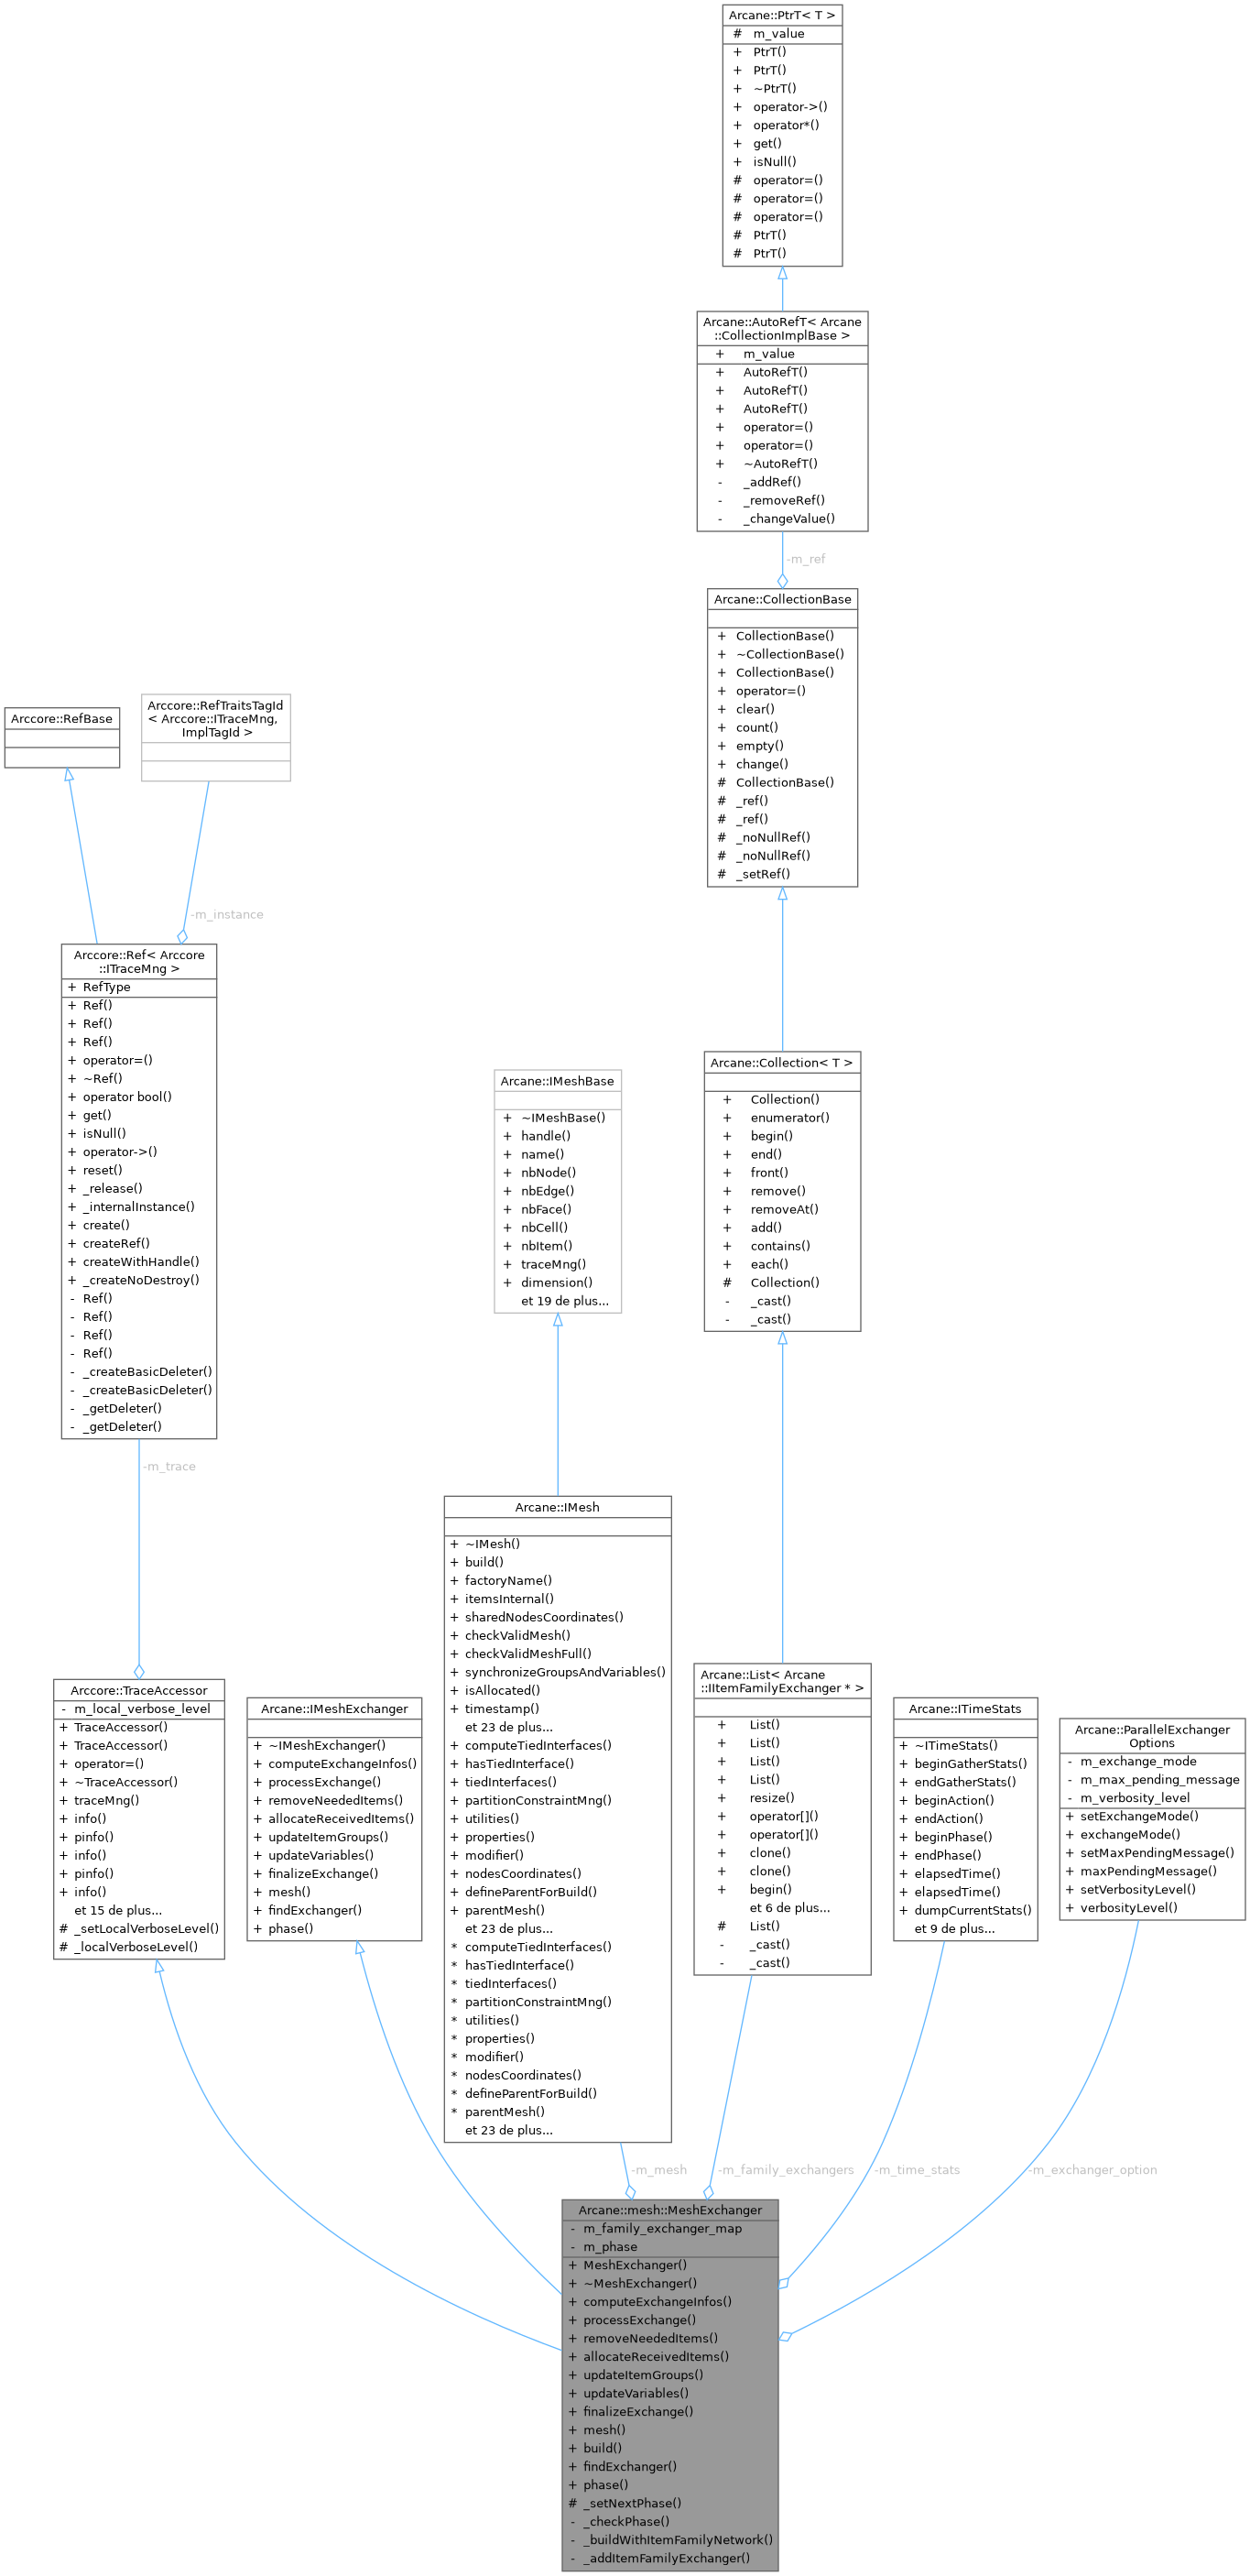 Arcane::PtrT< T >
# m_value
+ PtrT()
+ PtrT()
+ ~PtrT()
+ operator->()
+ operator*()
+ get()
+ isNull()
# operator=()
# operator=()
# operator=()
# PtrT()
# PtrT()
Arcane::AutoRefT< Arcane
::CollectionImplBase >
+ m_value
+ AutoRefT()
+ AutoRefT()
+ AutoRefT()
+ operator=()
+ operator=()
+ ~AutoRefT()
- _addRef()
- _removeRef()
- _changeValue()
-m_ref
Arcane::CollectionBase
+ CollectionBase()
+ ~CollectionBase()
+ CollectionBase()
+ operator=()
+ clear()
+ count()
+ empty()
+ change()
# CollectionBase()
# _ref()
# _ref()
# _noNullRef()
# _noNullRef()
# _setRef()
Arccore::RefBase
Arccore::RefTraitsTagId
< Arccore::ITraceMng,
ImplTagId >
-m_instance
Arccore::Ref< Arccore
::ITraceMng >
+ RefType
+ Ref()
+ Ref()
+ Ref()
+ operator=()
+ ~Ref()
+ operator bool()
+ get()
+ isNull()
+ operator->()
+ reset()
+ _release()
+ _internalInstance()
+ create()
+ createRef()
+ createWithHandle()
+ _createNoDestroy()
- Ref()
- Ref()
- Ref()
- Ref()
- _createBasicDeleter()
- _createBasicDeleter()
- _getDeleter()
- _getDeleter()
-m_trace
Arcane::IMeshBase
+ ~IMeshBase()
+ handle()
+ name()
+ nbNode()
+ nbEdge()
+ nbFace()
+ nbCell()
+ nbItem()
+ traceMng()
+ dimension()
et 19 de plus...
Arcane::Collection< T >
+ Collection()
+ enumerator()
+ begin()
+ end()
+ front()
+ remove()
+ removeAt()
+ add()
+ contains()
+ each()
# Collection()
- _cast()
- _cast()
Arccore::TraceAccessor
- m_local_verbose_level
+ TraceAccessor()
+ TraceAccessor()
+ operator=()
+ ~TraceAccessor()
+ traceMng()
+ info()
+ pinfo()
+ info()
+ pinfo()
+ info()
et 15 de plus...
# _setLocalVerboseLevel()
# _localVerboseLevel()
Arcane::IMeshExchanger
+ ~IMeshExchanger()
+ computeExchangeInfos()
+ processExchange()
+ removeNeededItems()
+ allocateReceivedItems()
+ updateItemGroups()
+ updateVariables()
+ finalizeExchange()
+ mesh()
+ findExchanger()
+ phase()
Arcane::IMesh
+ ~IMesh()
+ build()
+ factoryName()
+ itemsInternal()
+ sharedNodesCoordinates()
+ checkValidMesh()
+ checkValidMeshFull()
+ synchronizeGroupsAndVariables()
+ isAllocated()
+ timestamp()
et 23 de plus...
+ computeTiedInterfaces()
+ hasTiedInterface()
+ tiedInterfaces()
+ partitionConstraintMng()
+ utilities()
+ properties()
+ modifier()
+ nodesCoordinates()
+ defineParentForBuild()
+ parentMesh()
et 23 de plus...
* computeTiedInterfaces()
* hasTiedInterface()
* tiedInterfaces()
* partitionConstraintMng()
* utilities()
* properties()
* modifier()
* nodesCoordinates()
* defineParentForBuild()
* parentMesh()
et 23 de plus...
Arcane::List< Arcane
::IItemFamilyExchanger * >
+ List()
+ List()
+ List()
+ List()
+ resize()
+ operator[]()
+ operator[]()
+ clone()
+ clone()
+ begin()
et 6 de plus...
# List()
- _cast()
- _cast()
Arcane::ITimeStats
+ ~ITimeStats()
+ beginGatherStats()
+ endGatherStats()
+ beginAction()
+ endAction()
+ beginPhase()
+ endPhase()
+ elapsedTime()
+ elapsedTime()
+ dumpCurrentStats()
et 9 de plus...
Arcane::ParallelExchanger
Options
- m_exchange_mode
- m_max_pending_message
- m_verbosity_level
+ setExchangeMode()
+ exchangeMode()
+ setMaxPendingMessage()
+ maxPendingMessage()
+ setVerbosityLevel()
+ verbosityLevel()
-m_mesh
-m_family_exchangers
-m_time_stats
-m_exchanger_option
Arcane::mesh::MeshExchanger
- m_family_exchanger_map
- m_phase
+ MeshExchanger()
+ ~MeshExchanger()
+ computeExchangeInfos()
+ processExchange()
+ removeNeededItems()
+ allocateReceivedItems()
+ updateItemGroups()
+ updateVariables()
+ finalizeExchange()
+ mesh()
+ build()
+ findExchanger()
+ phase()
# _setNextPhase()
- _checkPhase()
- _buildWithItemFamilyNetwork()
- _addItemFamilyExchanger()